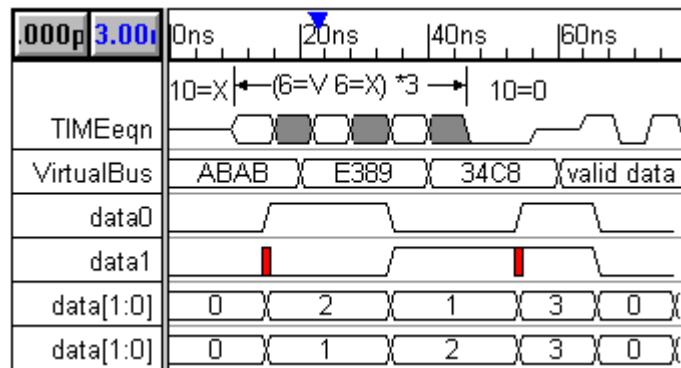 .000p 3.00 0ns 20ns 40ns 60ns
10=X (6=V 6=X) *3 10=0
TIMEeqn
VirtualBus ABAB E389 34C8 valid data
data0
data1
data[1:0] 0 2 1 3 0
data[1:0] 0 1 2 3 0